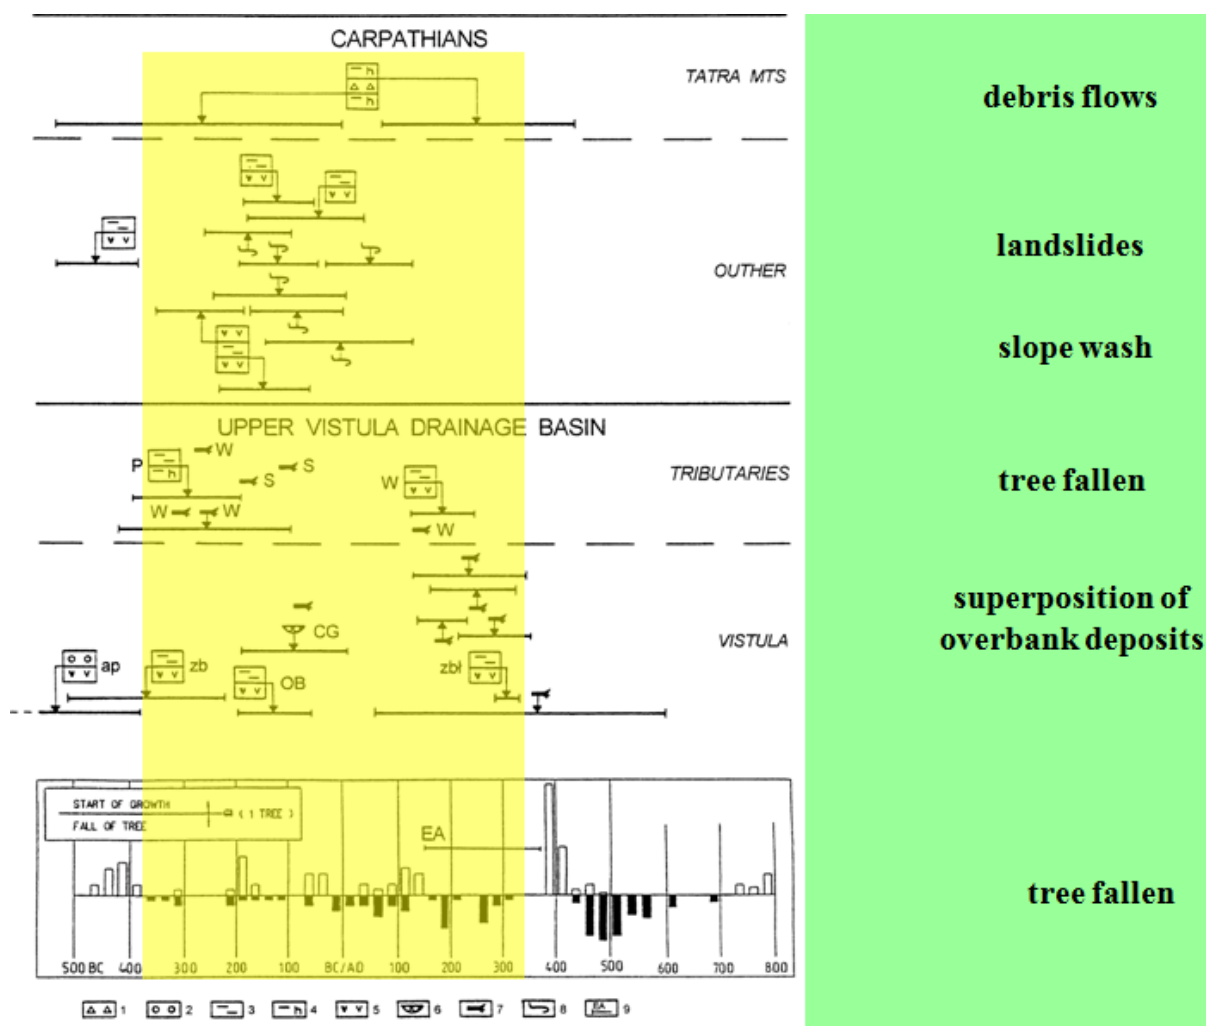 CARPATHIANS
TATRA MTS
debris flows
h
h
landslides
OUTHER
slope wash
UPPER VISTULA DRAINAGE BASIN
W
S
P
h
S
W
TRIBUTARIES
tree fallen
W
W
W
superposition of
overbank deposits
CG
VISTULA
ap
zb
OB
zbł
START OF GROWTH
FALL OF TREE
( 1 TREE )
EA
tree fallen
500 BC 400 300 200 100 BC/AD 100 200 300 400 500 600 700 800
1 2 3 h 4 5 6 7 8 EA 9